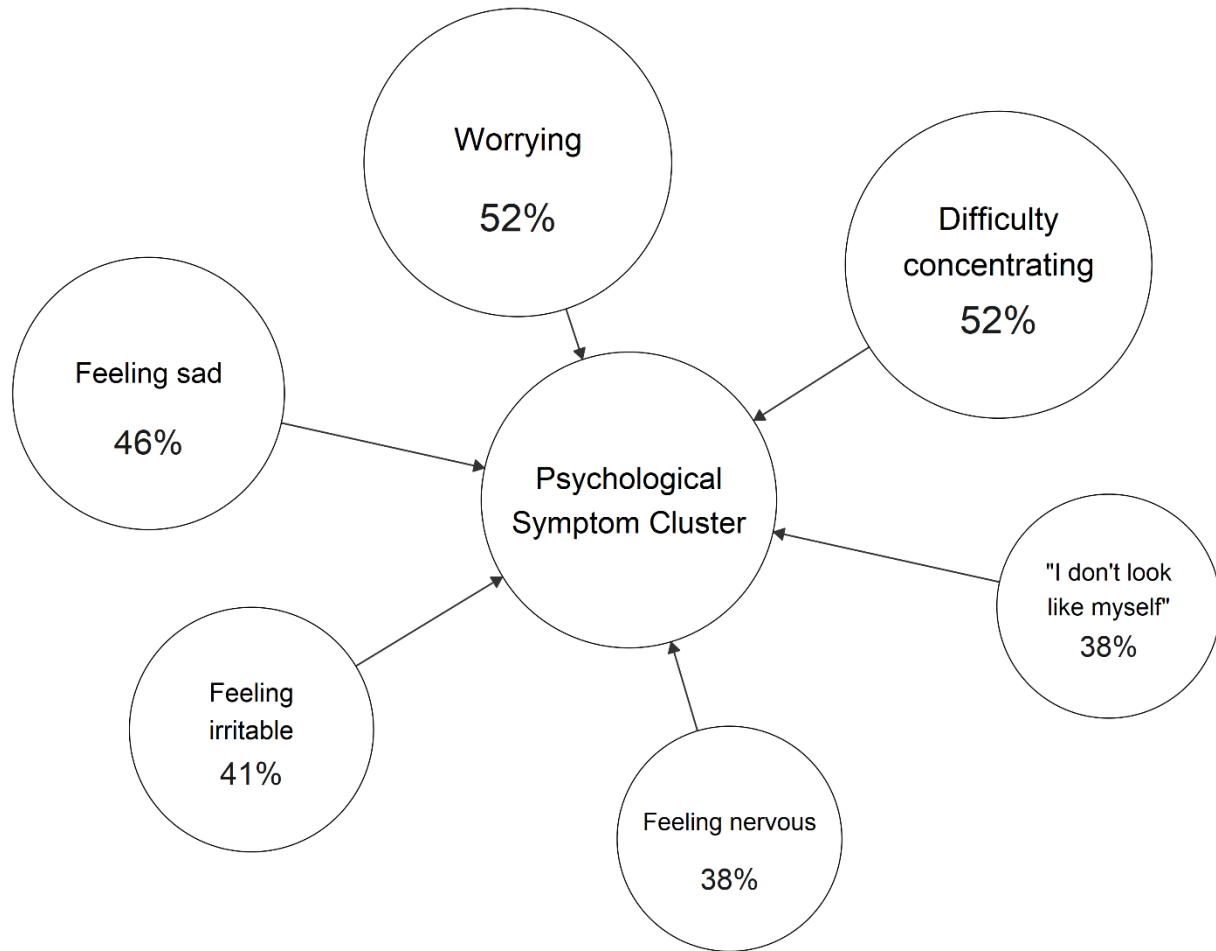 Worrying
52%
Difficulty
concentrating
52%
Feeling sad
46%
Psychological
Symptom Cluster
"I don't look
like myself"
38%
Feeling
irritable
41%
Feeling nervous
38%